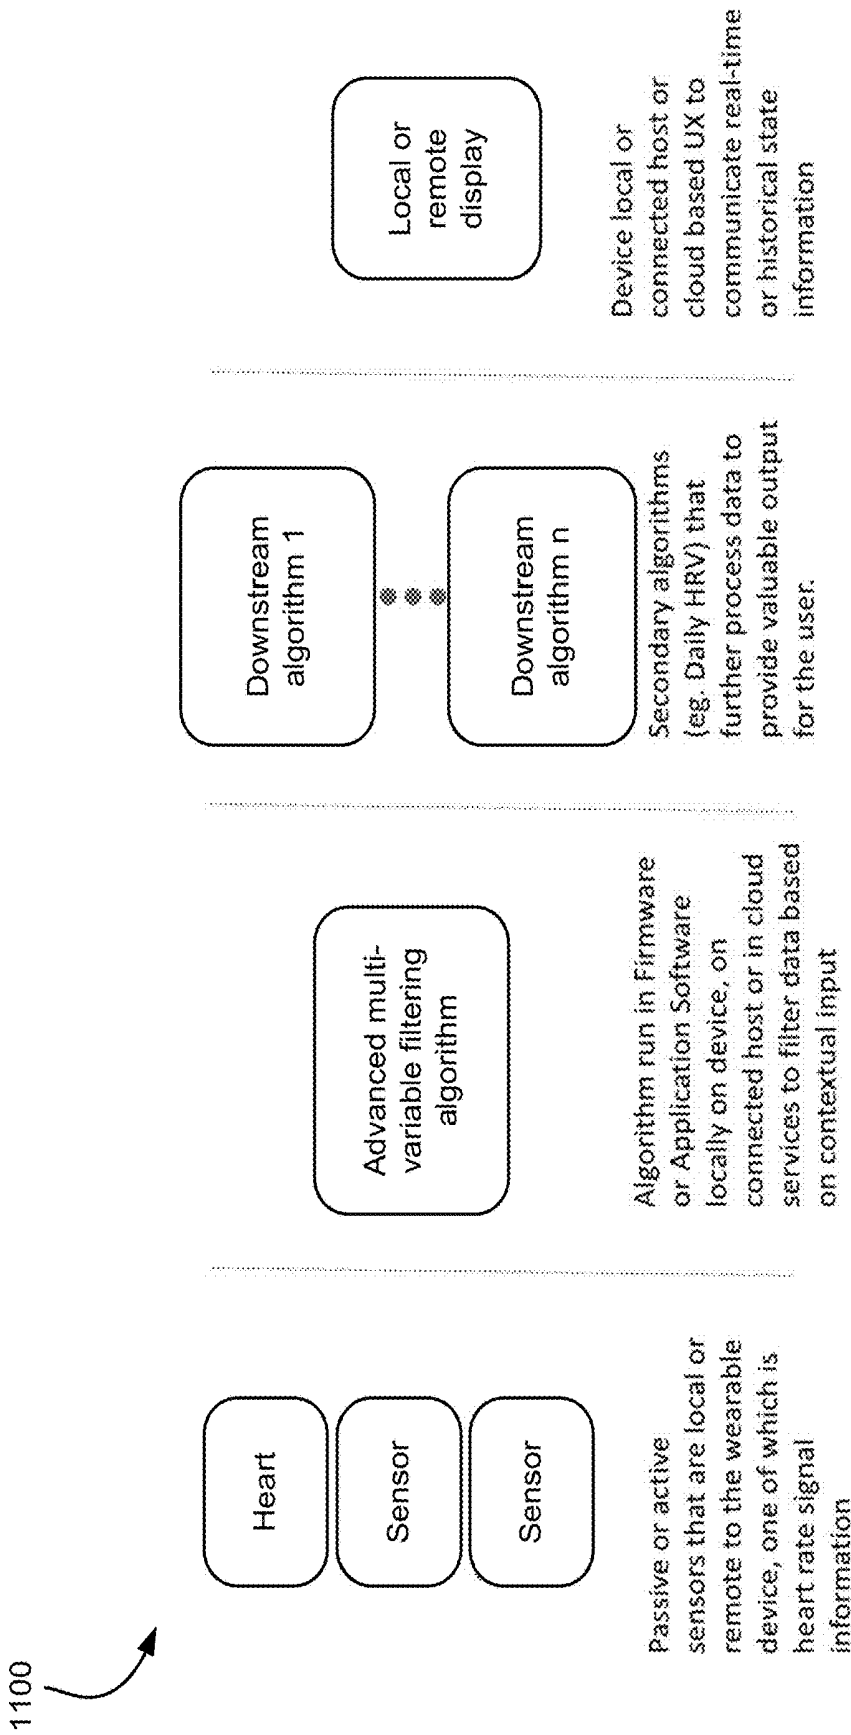 1100
Heart
Sensor
Sensor
Passive or active
sensors that are local or
remote to the wearable
device, one of which is
heart rate signal
information
Advanced multi-
variable filtering
algorithm
Algorithm run in Firmware
or Application Software
locally on device, on
connected host or in cloud
services to filter data based
on contextual input
Downstream
algorithm 1
Downstream
algorithm n
Secondary algorithms
(eg. Daily HRV) that
further process data to
provide valuable output
for the user.
Local or
remote
display
Device local or
connected host or
cloud based UX to
communicate real-time
or historical state
information